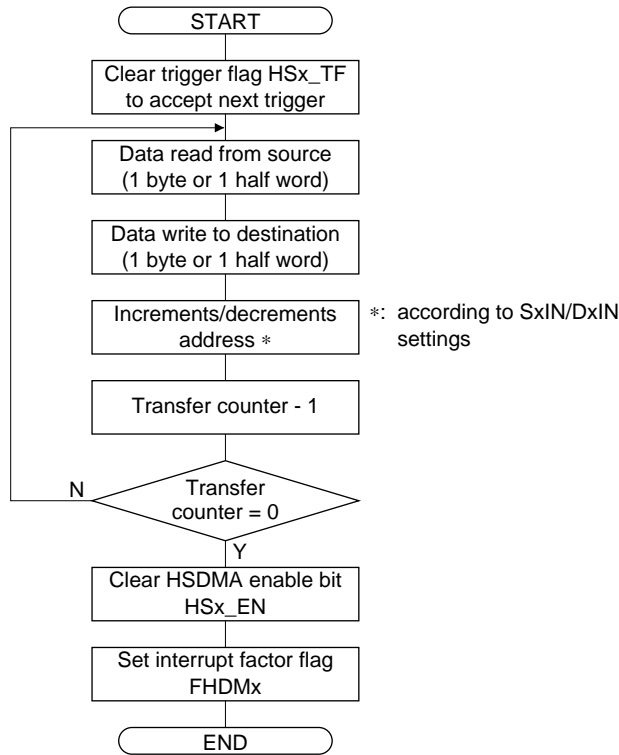 START
Clear trigger flag HSx_TF
to accept next trigger
Data read from source
(1 byte or 1 half word)
Data write to destination
(1 byte or 1 half word)
Increments/decrements
address ∗
∗: according to SxIN/DxIN
settings
Transfer counter - 1
N
Transfer
counter = 0
Y
Clear HSDMA enable bit
HSx_EN
Set interrupt factor flag
FHDMx
END